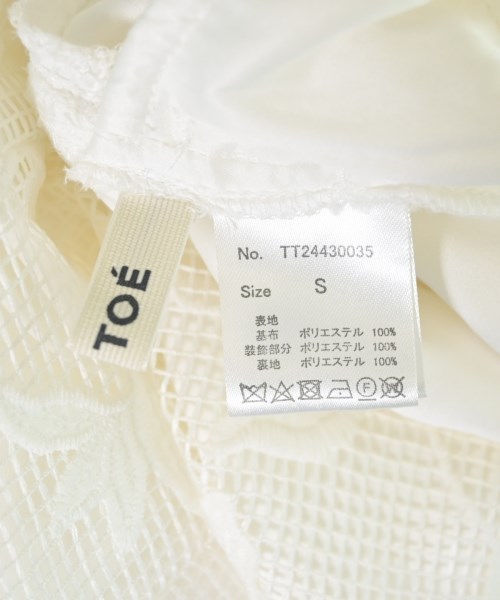 TOÉ
No. TT24430035
Size S
表地
基布 ポリエステル 100%
装飾部分 ポリエステル 100%
裏地 ポリエステル 100%